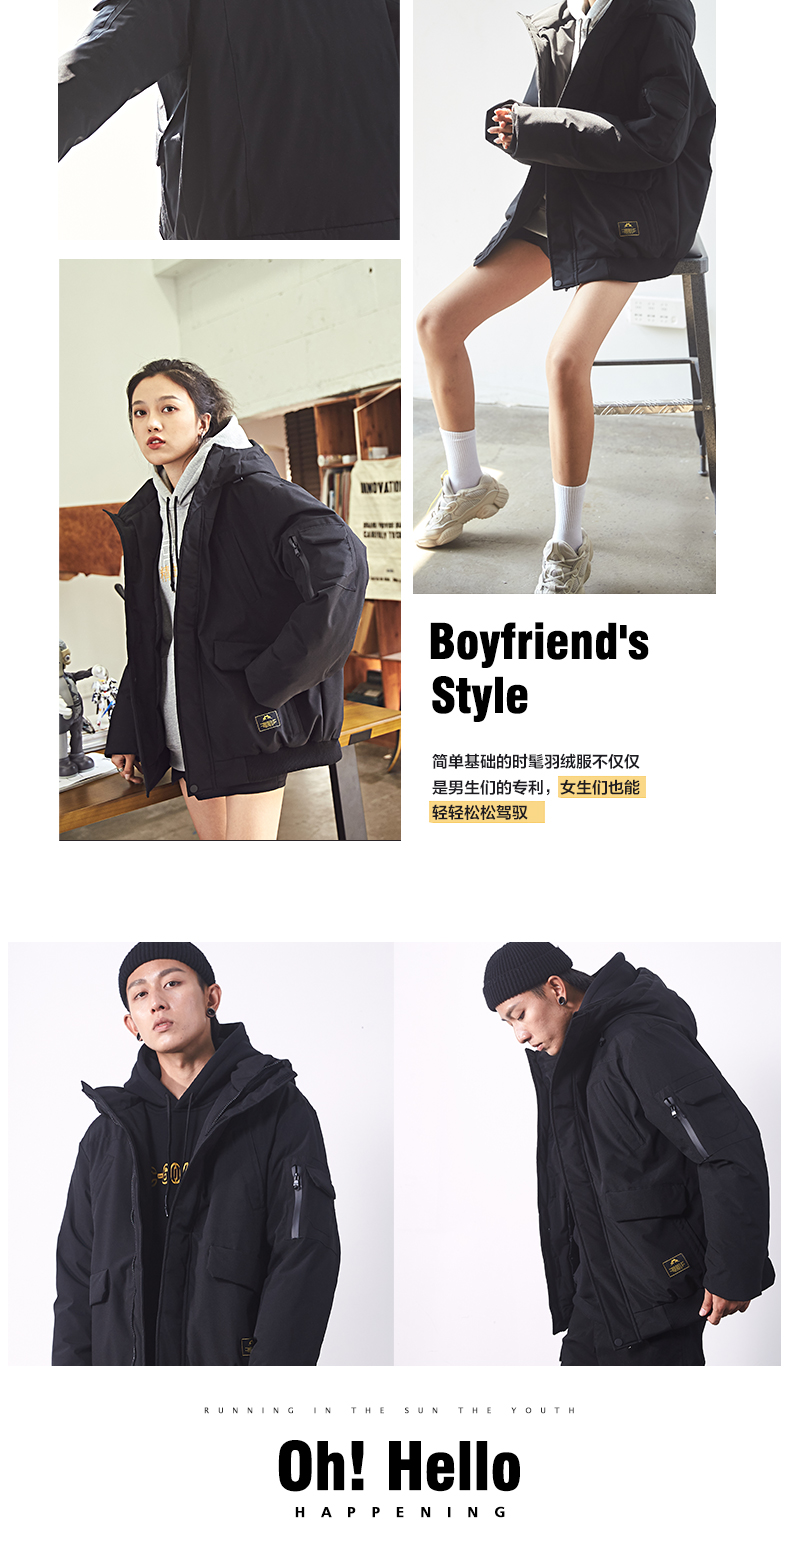 INNOVATIO
Boyfriend's
Style
简单基础的时髦羽绒服不仅仅
是男生们的专利，女生们也能
轻轻松松驾驭
RUNNING IN THE SUN THE YOUTH
Oh! Hello
HAPPENING